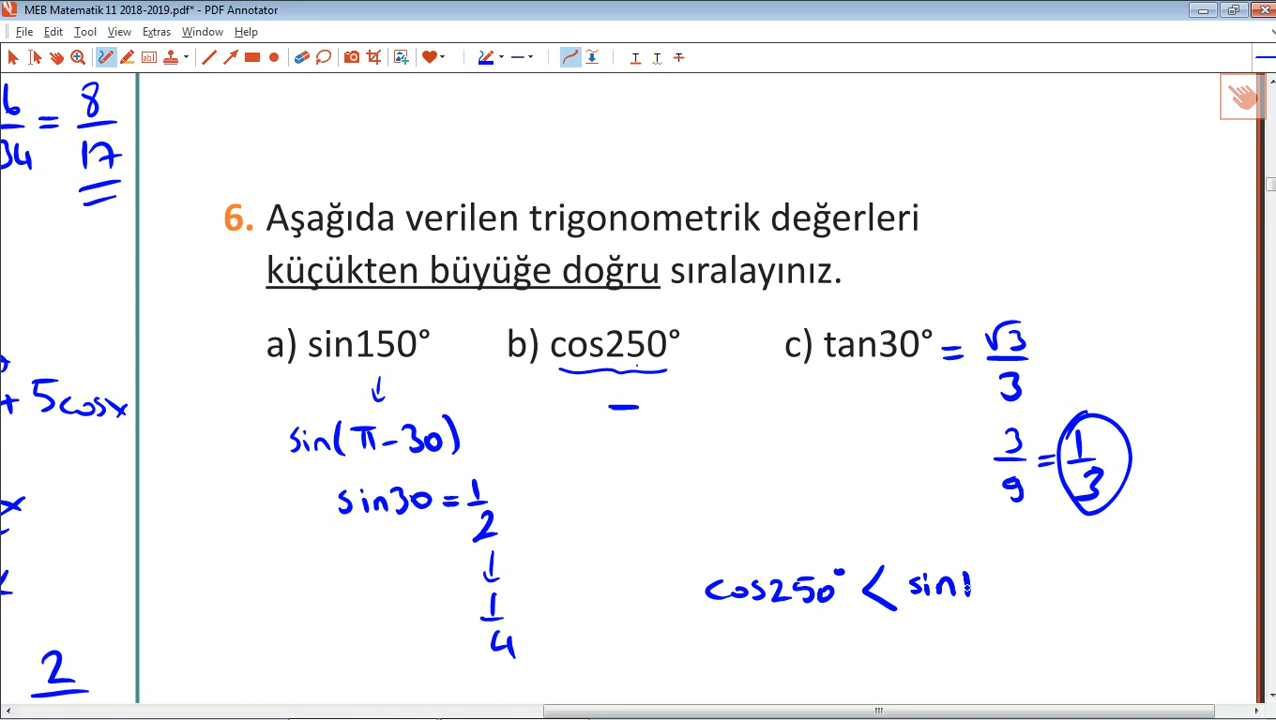 MEB Matematik 11 2018-2019.pdf* - PDF Annotator
File Edit Tool View Extras Window Help
34 = 8/17
6. Aşağıda verilen trigonometrik değerleri
küçükten büyüğe doğru sıralayınız.
a) sin150° b) cos250° c) tan30° = √3/3
+ 5cosx
↓ –
sin(π-30) 3/9 = 1/3
x
sin30 = 1/2
↓
1/4
cos250° < sin1
2